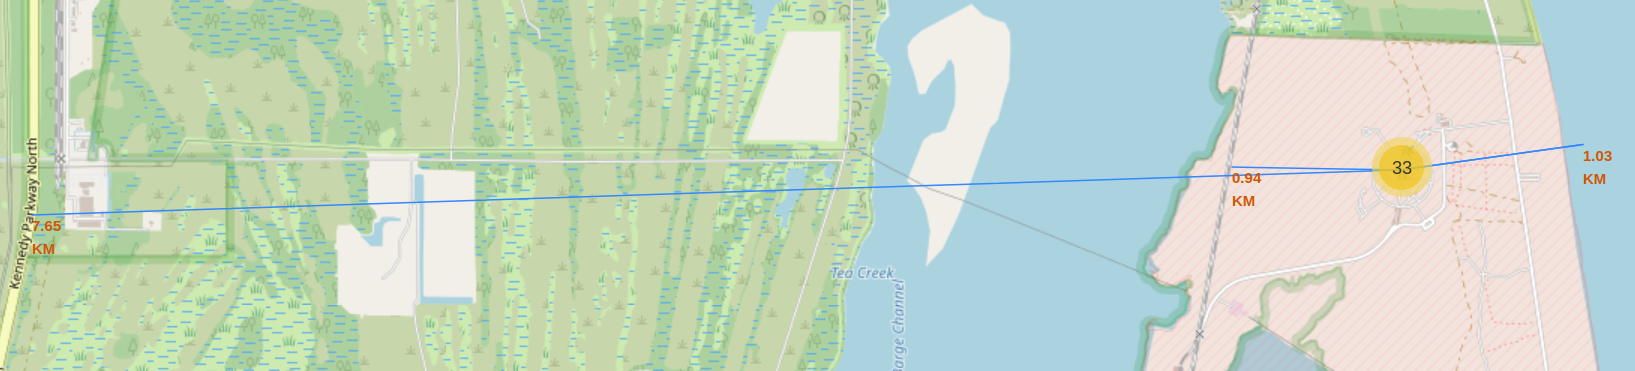 Kennedy Parkway North
7.65
KM
Tea Creek
Barge Channel
0.94
KM
33
1.03
KM